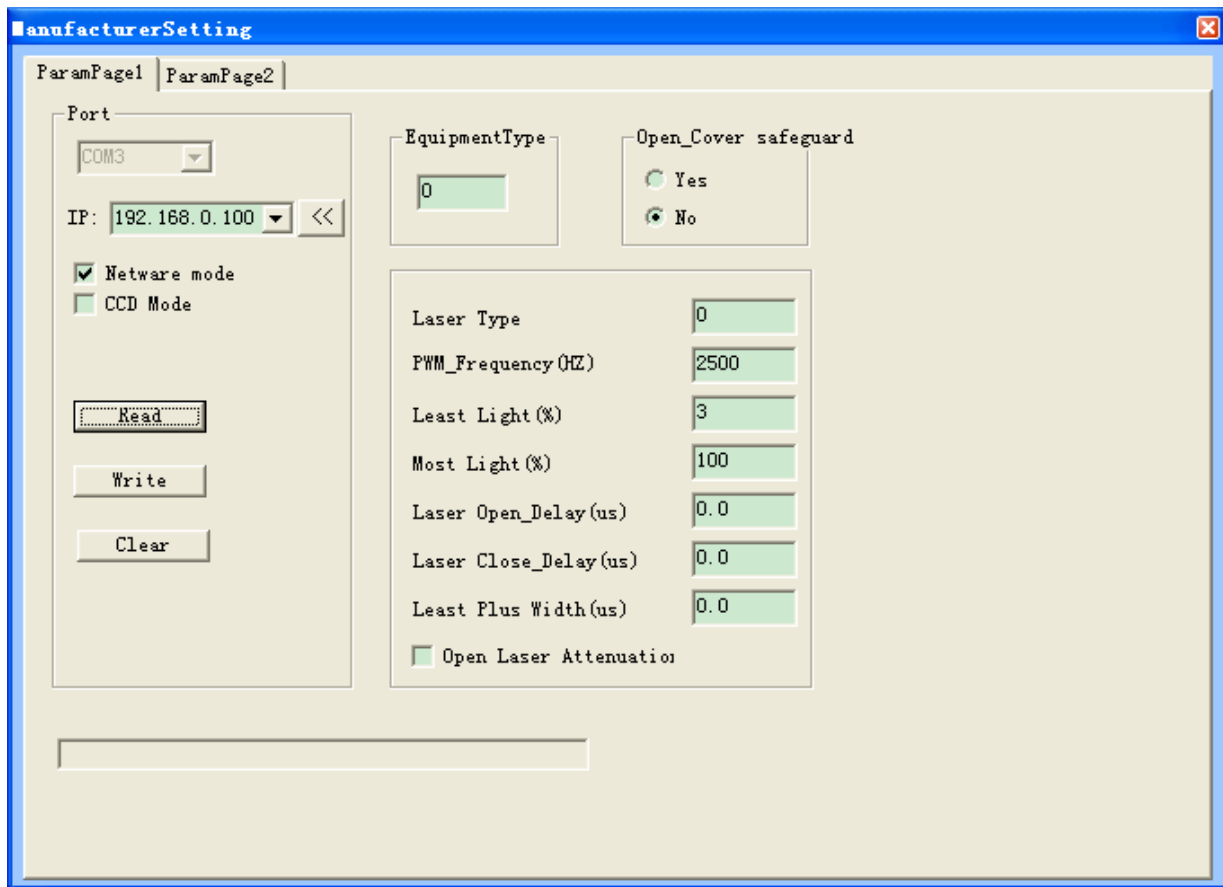 ManufacturerSetting
ParamPage1 ParamPage2
Port
COM3
IP: 192.168.0.100 <<
Netware mode
CCD Mode
Read
Write
Clear
EquipmentType
0
Open_Cover safeguard
Yes
No
Laser Type 0
PWM_Frequency(HZ) 2500
Least Light(%) 3
Most Light(%) 100
Laser Open_Delay(us) 0.0
Laser Close_Delay(us) 0.0
Least Plus Width(us) 0.0
Open Laser Attenuation